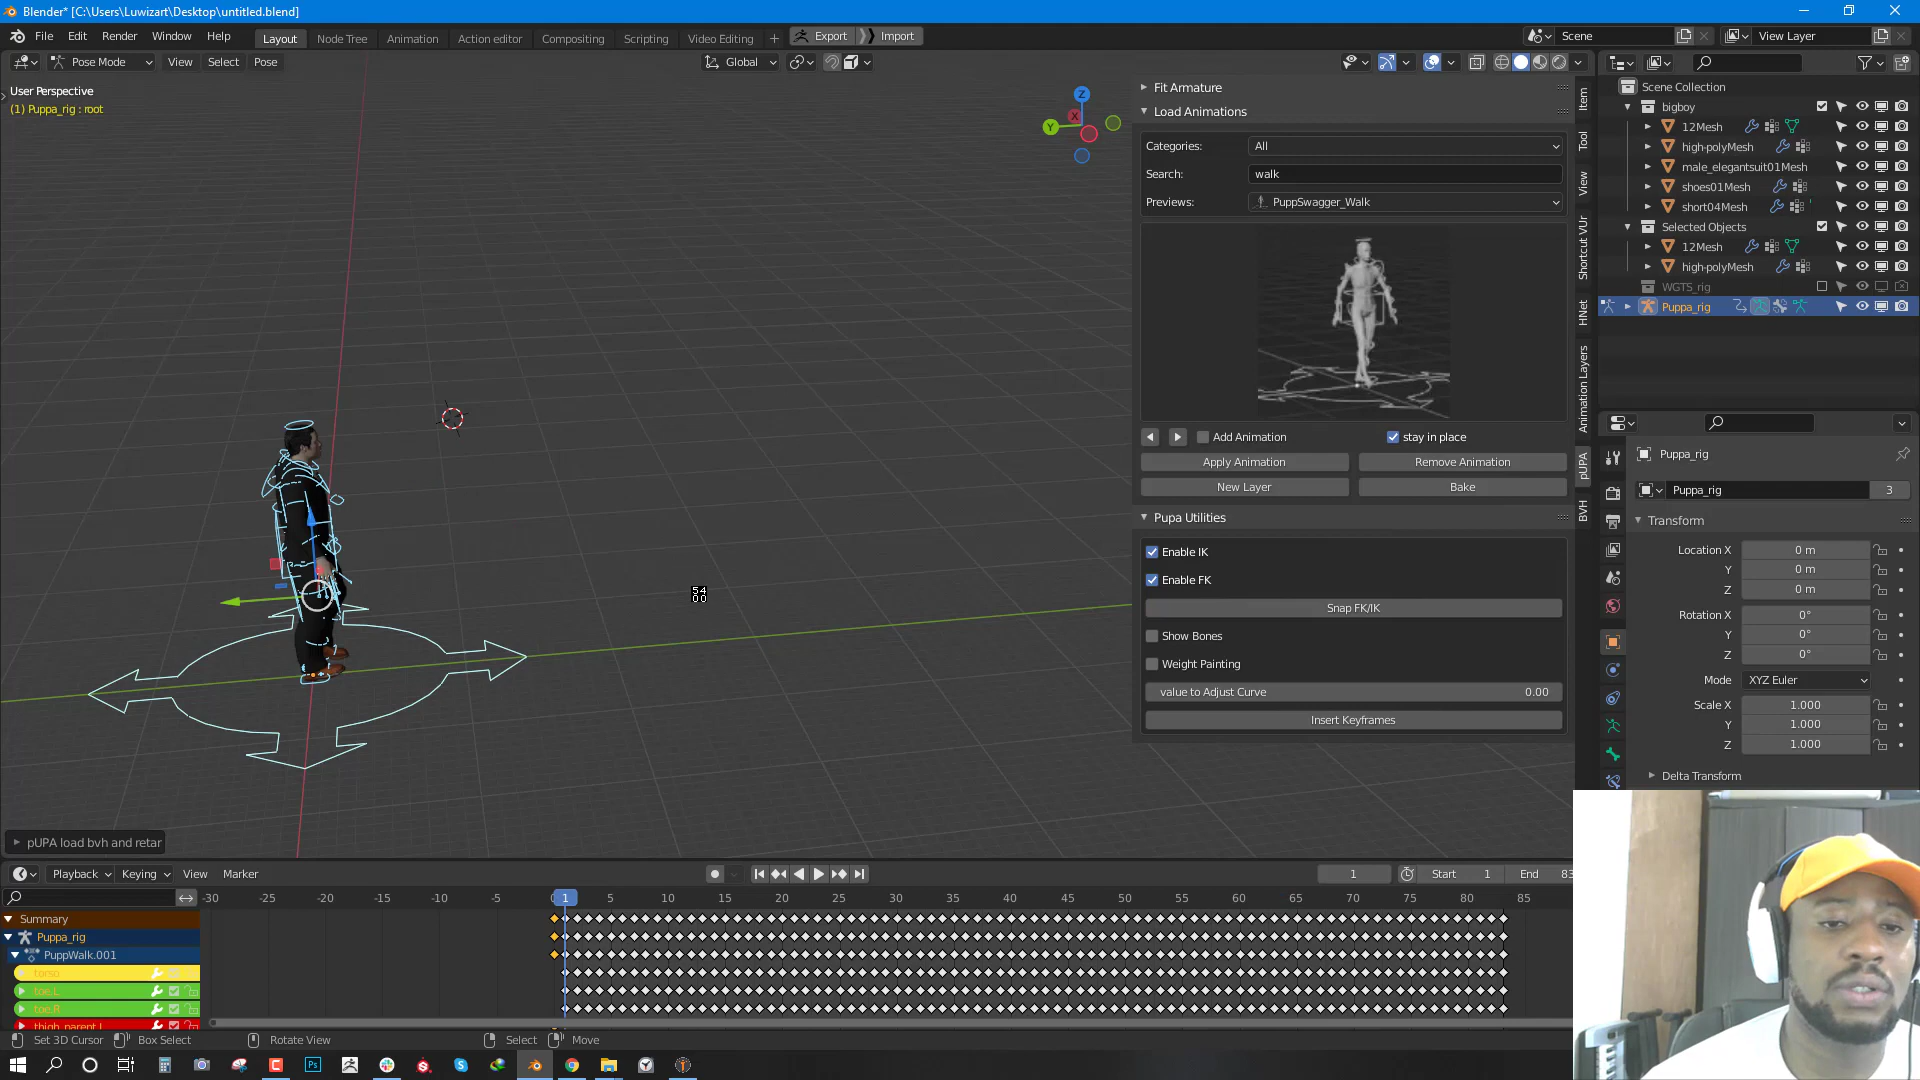 Blender* [C:\Users\Luwizart\Desktop\untitled.blend]
File Edit Render Window Help Layout Node Tree Animation Action editor Compositing Scripting Texture Video Editing + Export Import Scene View Layer
Pose Mode View Select Pose Global
User Perspective
(1) Puppa_rig : root
Z
X
Y
Fit Armature
Load Animations
Categories: All
Search: walk
Previews: PuppSwagger_Walk
Add Animation stay in place
Apply Animation Remove Animation
New Layer Bake
Pupa Utilities
Enable IK
Enable FK
Snap FK/IK
Show Bones
Weight Painting
value to Adjust Curve 0.00
Insert Keyframes
Item
Tool
View
Shortcut VUr
HNet
Animation Layers
pUPA
BVH
Scene Collection
bigboy
12Mesh
high-polyMesh
male_elegantsuit01Mesh
shoes01Mesh
short04Mesh
Selected Objects
12Mesh
high-polyMesh
WGTS_rig
Puppa_rig
Puppa_rig
Puppa_rig 3
Transform
Location X 0 m
Y 0 m
Z 0 m
Rotation X 0°
Y 0°
Z 0°
Mode XYZ Euler
Scale X 1.000
Y 1.000
Z 1.000
Delta Transform
54
00
pUPA load bvh and retar
Playback Keying View Marker 1 Start 1 End 83
-30 -25 -20 -15 -10 -5 1 5 10 15 20 25 30 35 40 45 50 55 60 65 70 75 80 85
Summary
Puppa_rig
PuppWalk.001
torso
toe.L
toe.R
thigh_parent.L
Set 3D Cursor Box Select Rotate View Select Move